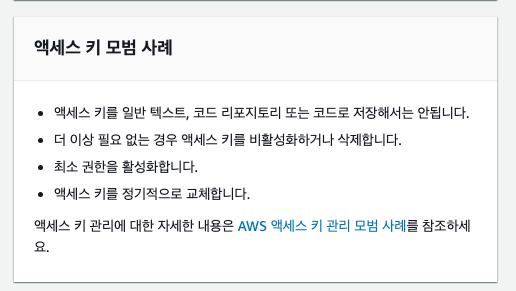 액세스 키 모범 사례
• 액세스 키를 일반 텍스트, 코드 리포지토리 또는 코드로 저장해서는 안됩니다.
• 더 이상 필요 없는 경우 액세스 키를 비활성화하거나 삭제합니다.
• 최소 권한을 활성화합니다.
• 액세스 키를 정기적으로 교체합니다.
액세스 키 관리에 대한 자세한 내용은 AWS 액세스 키 관리 모범 사례를 참조하세
요.